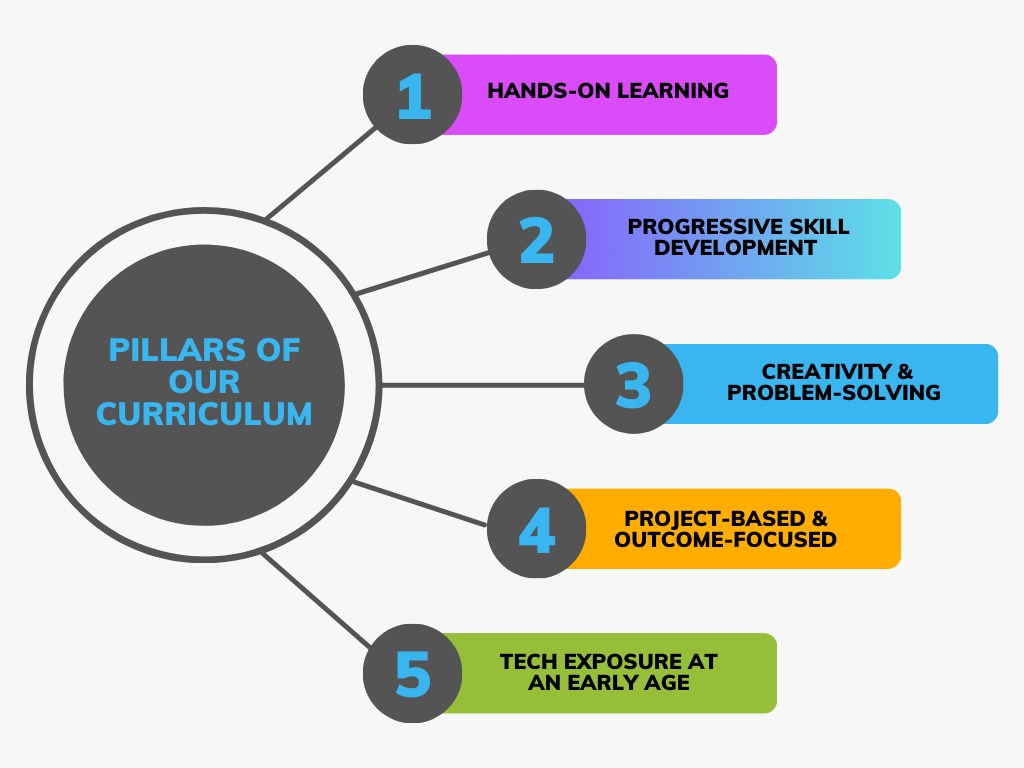 PILLARS OF
OUR
CURRICULUM
1
HANDS-ON LEARNING
2
PROGRESSIVE SKILL
DEVELOPMENT
3
CREATIVITY &
PROBLEM-SOLVING
4
PROJECT-BASED &
OUTCOME-FOCUSED
5
TECH EXPOSURE AT
AN EARLY AGE